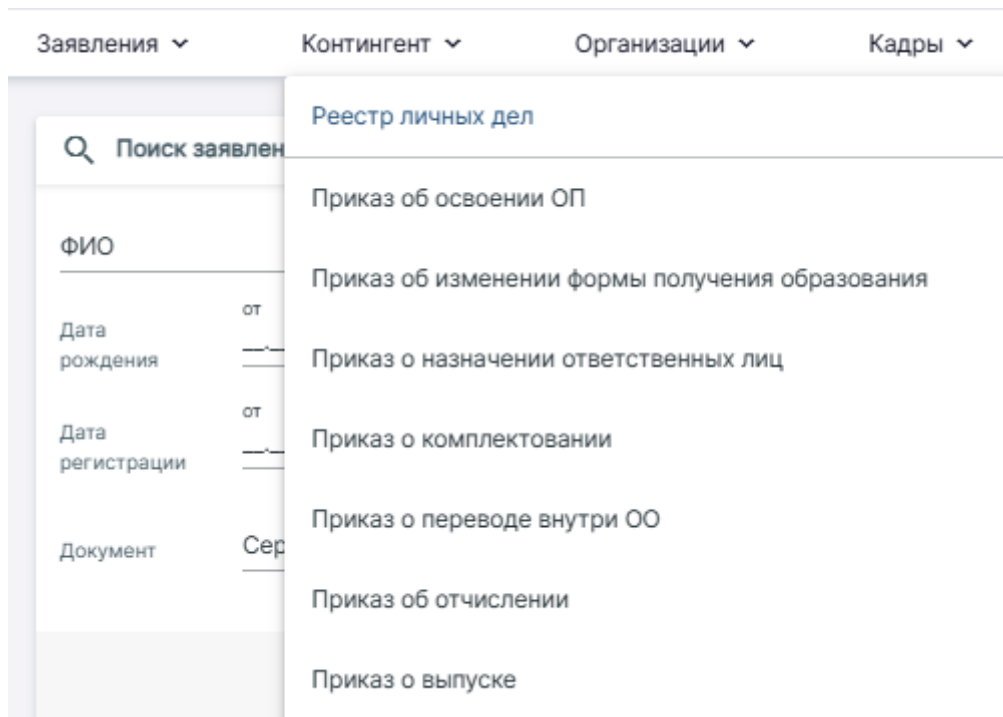 Заявления Контингент Организации Кадры
Реестр личных дел
Поиск заявлен
Приказ об освоении ОП
ФИО
Приказ об изменении формы получения образования
от
Дата
рождения
Приказ о назначении ответственных лиц
от
Дата
регистрации
Приказ о комплектовании
Приказ о переводе внутри ОО
Документ
Сер
Приказ об отчислении
Приказ о выпуске